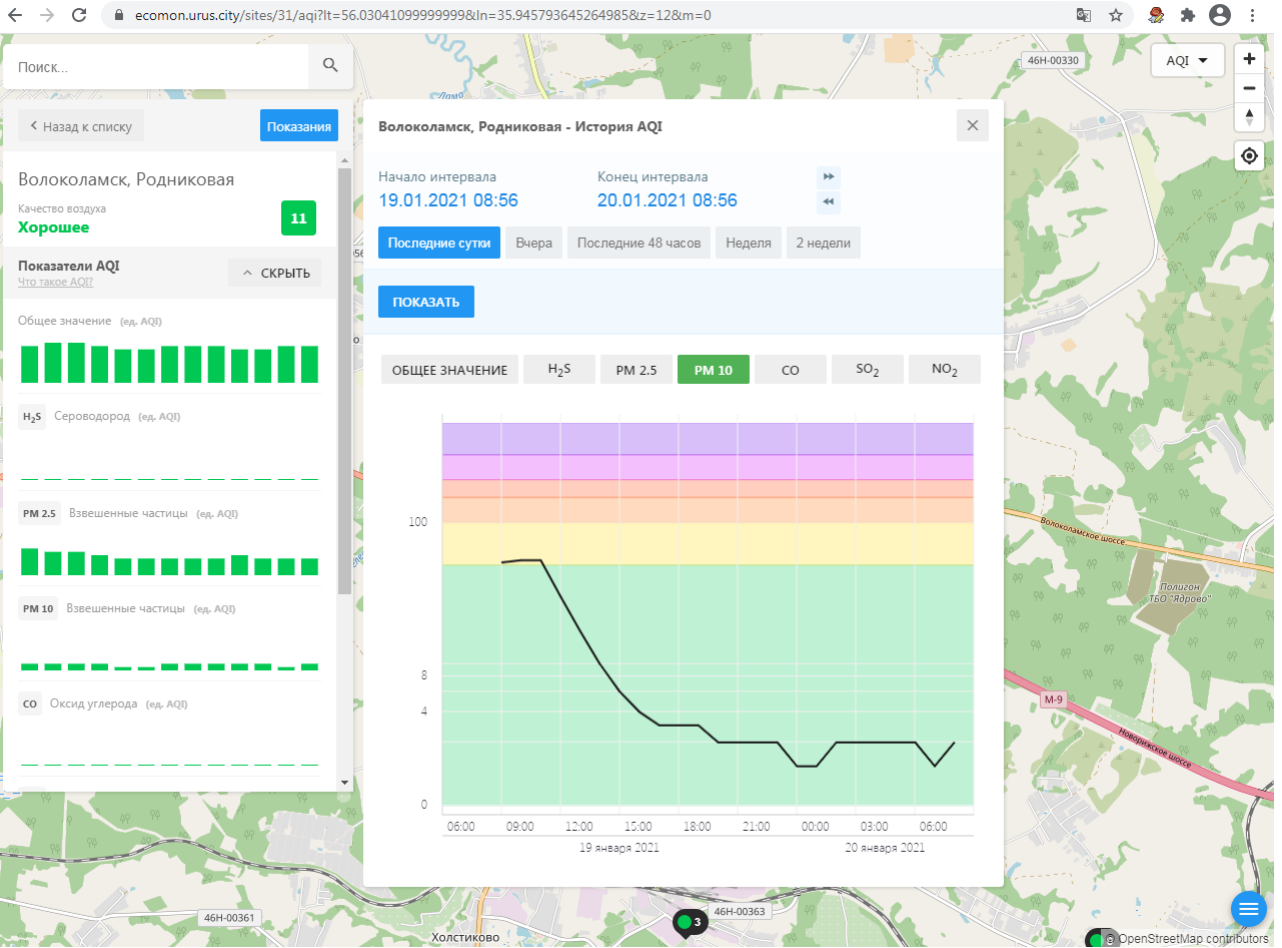 ecomon.urus.city/sites/31/aqi?lt=56.03041099999999&ln=35.945793645264985&z=12&m=0
Поиск...
46Н-00330
AQI
Назад к списку
Показания
Волоколамск, Родниковая - История AQI
Волоколамск, Родниковая
Качество воздуха
Хорошее
11
Показатели AQI
Что такое AQI?
СКРЫТЬ
Общее значение (ед. AQI)
H2S Сероводород (ед. AQI)
PM 2.5 Взвешенные частицы (ед. AQI)
PM 10 Взвешенные частицы (ед. AQI)
CO Оксид углерода (ед. AQI)
Начало интервала
Конец интервала
19.01.2021 08:56
20.01.2021 08:56
Последние сутки
Вчера
Последние 48 часов
Неделя
2 недели
ПОКАЗАТЬ
ОБЩЕЕ ЗНАЧЕНИЕ
H2S
PM 2.5
PM 10
CO
SO2
NO2
100
8
4
0
06:00 09:00 12:00 15:00 18:00 21:00 00:00 03:00 06:00
19 января 2021
20 января 2021
Лама
Волоколамское шоссе
Полигон
ТБО "Ядрово"
М-9
Новорижское шоссе
46Н-00361
46Н-00363
3
Холстиково
© OpenStreetMap contributors